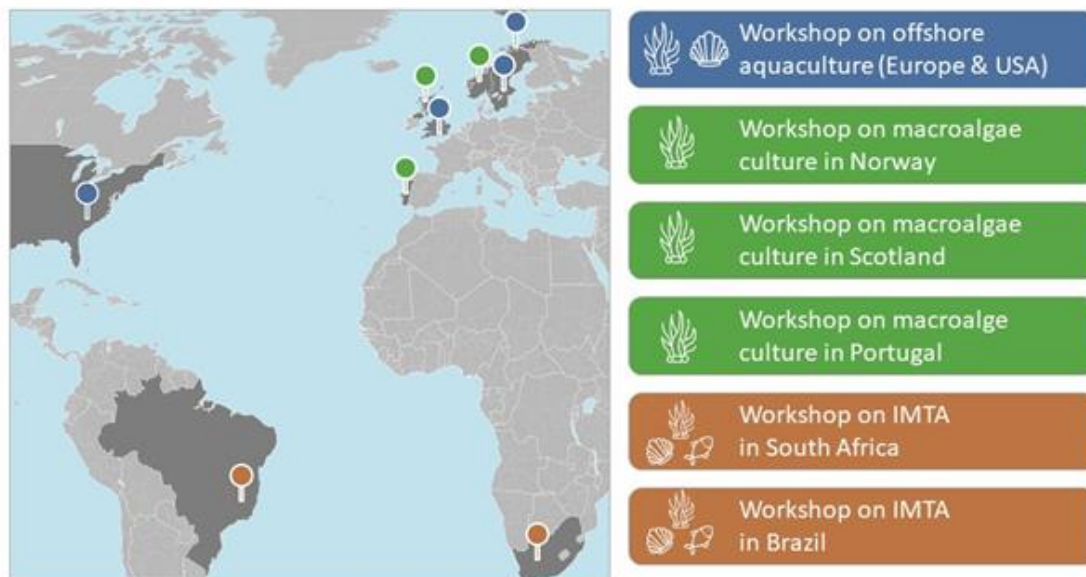 Workshop on offshore
aquaculture (Europe & USA)
Workshop on macroalgae
culture in Norway
Workshop on macroalgae
culture in Scotland
Workshop on macroalge
culture in Portugal
Workshop on IMTA
in South Africa
Workshop on IMTA
in Brazil